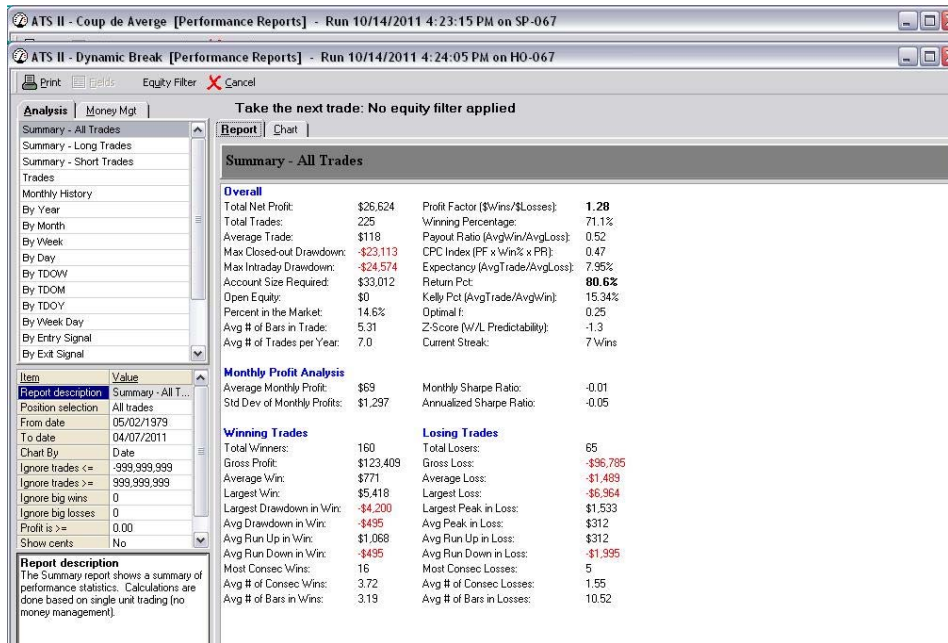 ATS II - Coup de Averge [Performance Reports] - Run 10/14/2011 4:23:15 PM on SP-067
ATS II - Dynamic Break [Performance Reports] - Run 10/14/2011 4:24:05 PM on HO-067
Print Fields Equity Filter Cancel
Analysis Money Mgt
Take the next trade: No equity filter applied
Summary - All Trades
Summary - Long Trades
Summary - Short Trades
Trades
Monthly History
By Year
By Month
By Week
By Day
By TDOW
By TDOM
By TDOY
By Week Day
By Entry Signal
By Exit Signal
Item Value
Report description Summary - All T...
Position selection All trades
From date 05/02/1979
To date 04/07/2011
Chart By Date
Ignore trades <= -999,999,999
Ignore trades >= 999,999,999
Ignore big wins 0
Ignore big losses 0
Profit is >= 0.00
Show cents No
Report description
The Summary report shows a summary of
performance statistics. Calculations are
done based on single unit trading (no
money management).
Report Chart
Summary - All Trades
Overall
Total Net Profit: $26,624 Profit Factor ($Wins/$Losses): 1.28
Total Trades: 225 Winning Percentage: 71.1%
Average Trade: $118 Payout Ratio (AvgWin/AvgLoss): 0.52
Max Closed-out Drawdown: -$23,113 CPC Index (PF x Win% x PR): 0.47
Max Intraday Drawdown: -$24,574 Expectancy (AvgTrade/AvgLoss): 7.95%
Account Size Required: $33,012 Return Pct: 80.6%
Open Equity: $0 Kelly Pct (AvgTrade/AvgWin): 15.34%
Percent in the Market: 14.6% Optimal f: 0.25
Avg # of Bars in Trade: 5.31 Z-Score (W/L Predictability): -1.3
Avg # of Trades per Year: 7.0 Current Streak: 7 Wins
Monthly Profit Analysis
Average Monthly Profit: $69 Monthly Sharpe Ratio: -0.01
Std Dev of Monthly Profits: $1,297 Annualized Sharpe Ratio: -0.05
Winning Trades Losing Trades
Total Winners: 160 Total Losers: 65
Gross Profit: $123,409 Gross Loss: -$96,785
Average Win: $771 Average Loss: -$1,489
Largest Win: $5,418 Largest Loss: -$6,964
Largest Drawdown in Win: -$4,200 Largest Peak in Loss: $1,533
Avg Drawdown in Win: -$495 Avg Peak in Loss: $312
Avg Run Up in Win: $1,068 Avg Run Up in Loss: $312
Avg Run Down in Win: -$495 Avg Run Down in Loss: -$1,995
Most Consec Wins: 16 Most Consec Losses: 5
Avg # of Consec Wins: 3.72 Avg # of Consec Losses: 1.55
Avg # of Bars in Wins: 3.19 Avg # of Bars in Losses: 10.52